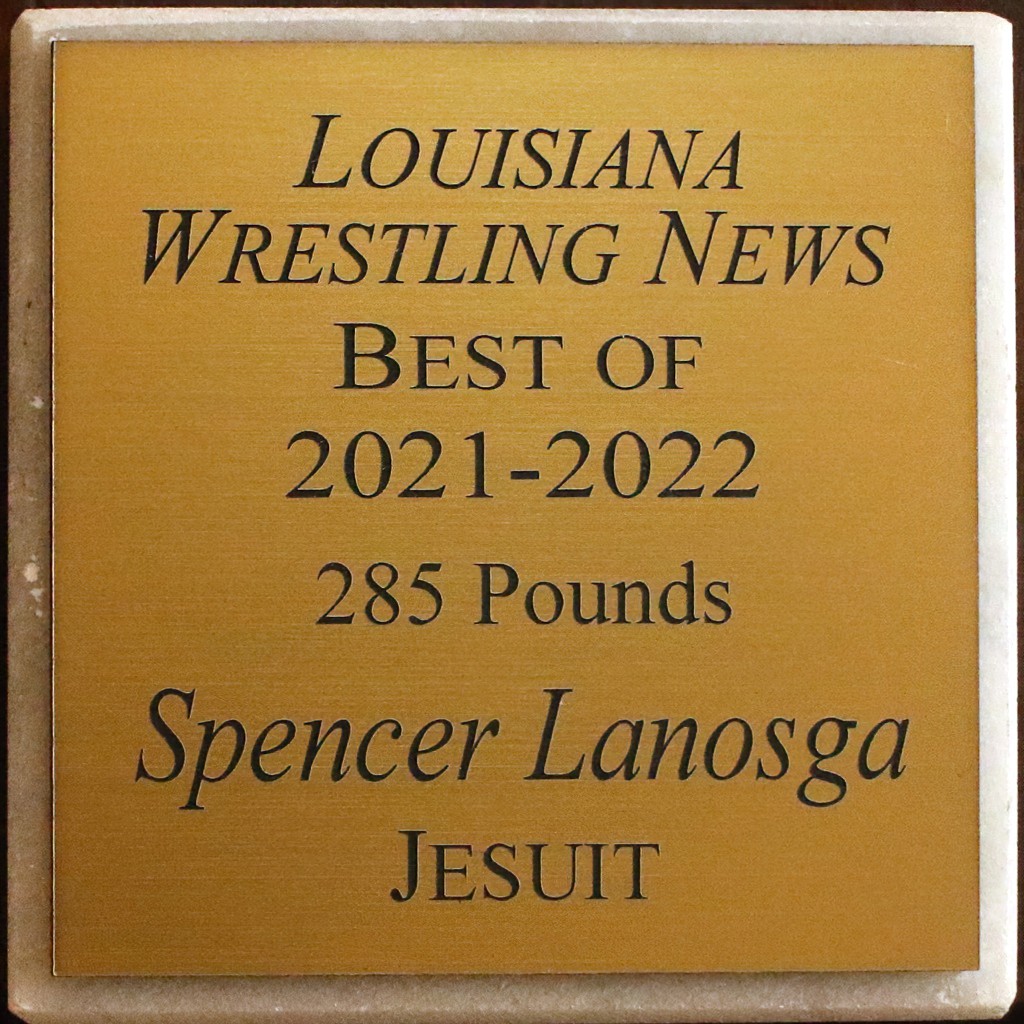 LOUISIANA
WRESTLING NEWS
BEST OF
2021-2022
285 Pounds
Spencer Lanosga
JESUIT